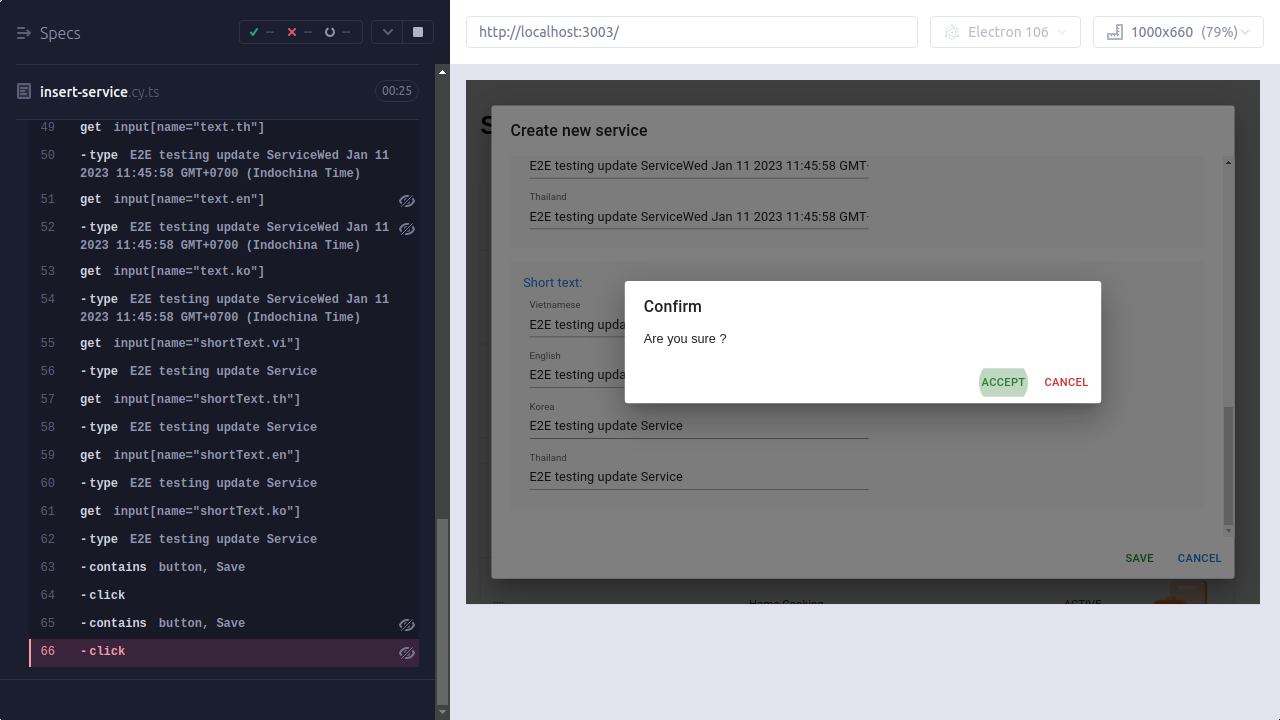 Specs
-- -- --
insert-service.cy.ts
00:25
49 get input[name="text.th"]
50 -type E2E testing update ServiceWed Jan 11
2023 11:45:58 GMT+0700 (Indochina Time)
51 get input[name="text.en"]
52 -type E2E testing update ServiceWed Jan 11
2023 11:45:58 GMT+0700 (Indochina Time)
53 get input[name="text.ko"]
54 -type E2E testing update ServiceWed Jan 11
2023 11:45:58 GMT+0700 (Indochina Time)
55 get input[name="shortText.vi"]
56 -type E2E testing update Service
57 get input[name="shortText.th"]
58 -type E2E testing update Service
59 get input[name="shortText.en"]
60 -type E2E testing update Service
61 get input[name="shortText.ko"]
62 -type E2E testing update Service
63 -contains button, Save
64 -click
65 -contains button, Save
66 -click
http://localhost:3003/
Electron 106
1000x660 (79%)
S
Create new service
E2E testing update ServiceWed Jan 11 2023 11:45:58 GMT-
Thailand
E2E testing update ServiceWed Jan 11 2023 11:45:58 GMT-
Short text:
Vietnamese
E2E testing upda
English
E2E testing upda
Korea
E2E testing update Service
Thailand
E2E testing update Service
Confirm
Are you sure ?
ACCEPT
CANCEL
SAVE
CANCEL
Home Cooking
ACTIVE